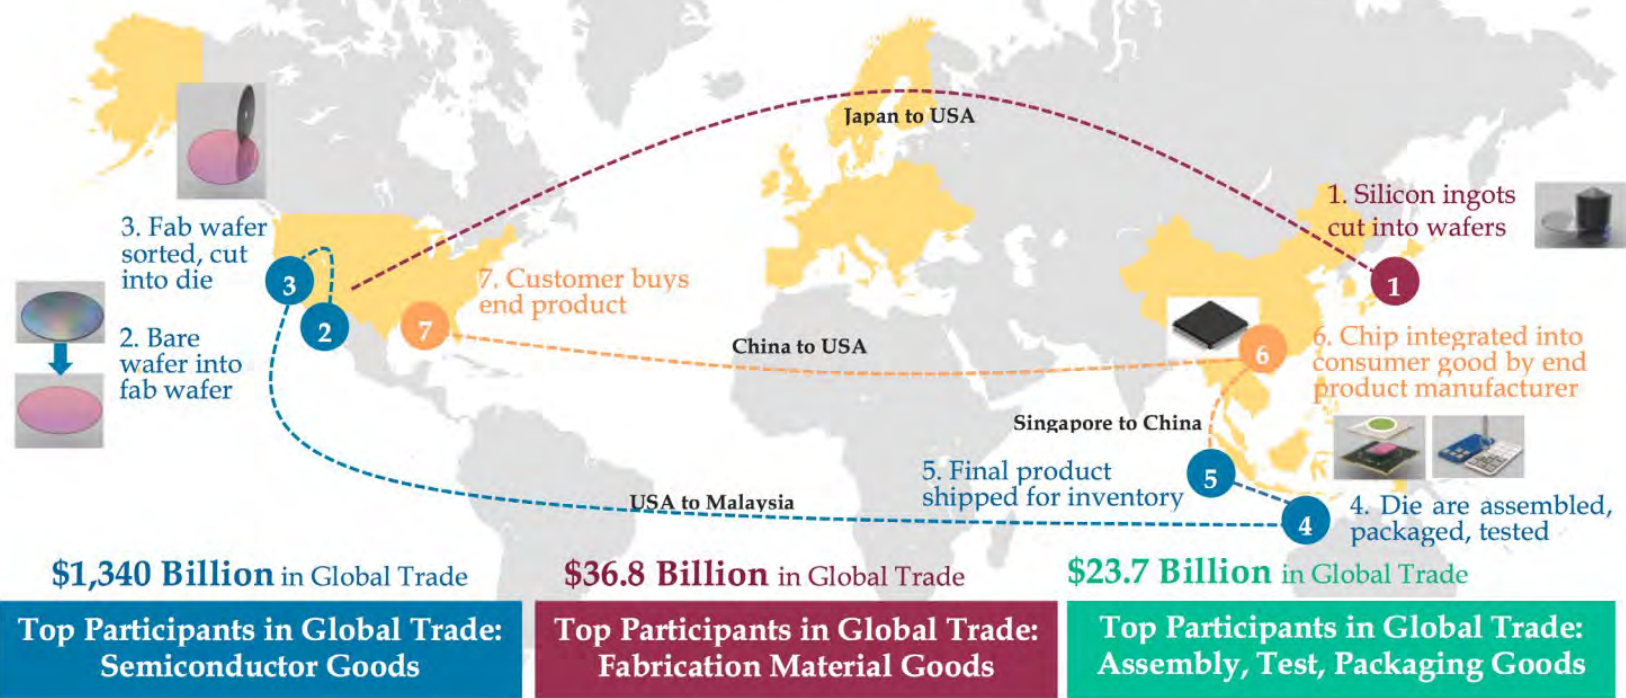 Japan to USA
1. Silicon ingots
cut into wafers
1
3. Fab wafer
sorted, cut
into die
3
2
2. Bare
wafer into
fab wafer
7. Customer buys
end product
7
China to USA
6
6. Chip integrated into
consumer good by end
product manufacturer
Singapore to China
5. Final product
shipped for inventory
5
USA to Malaysia
4
4. Die are assembled,
packaged, tested
$1,340 Billion in Global Trade
Top Participants in Global Trade:
Semiconductor Goods
$36.8 Billion in Global Trade
Top Participants in Global Trade:
Fabrication Material Goods
$23.7 Billion in Global Trade
Top Participants in Global Trade:
Assembly, Test, Packaging Goods